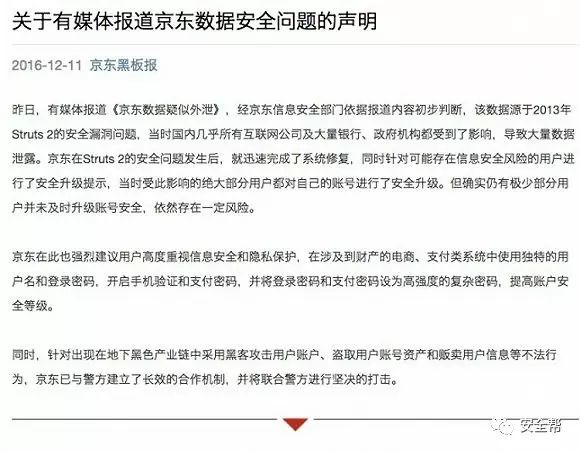 关于有媒体报道京东数据安全问题的声明
2016-12-11 京东黑板报
昨日，有媒体报道《京东数据疑似外泄》，经京东信息安全部门依据报道内容初步判断，该数据源于2013年
Struts 2的安全漏洞问题，当时国内几乎所有互联网公司及大量银行、政府机构都受到了影响，导致大量数据
泄露。京东在Struts 2的安全问题发生后，就迅速完成了系统修复，同时针对可能存在信息安全风险的用户进
行了安全升级提示，当时受此影响的绝大部分用户都对自己的账号进行了安全升级。但确实仍有极少部分用
户并未及时升级账号安全，依然存在一定风险。
京东在此也强烈建议用户高度重视信息安全和隐私保护，在涉及到财产的电商、支付类系统中使用独特的用
户名和登录密码，开启手机验证和支付密码，并将登录密码和支付密码设为高强度的复杂密码，提高账户安
全等级。
同时，针对出现在地下黑色产业链中采用黑客攻击用户账户、盗取用户账号资产和贩卖用户信息等不法行
为，京东已与警方建立了长效的合作机制，并将联合警方进行坚决的打击。
安全帮